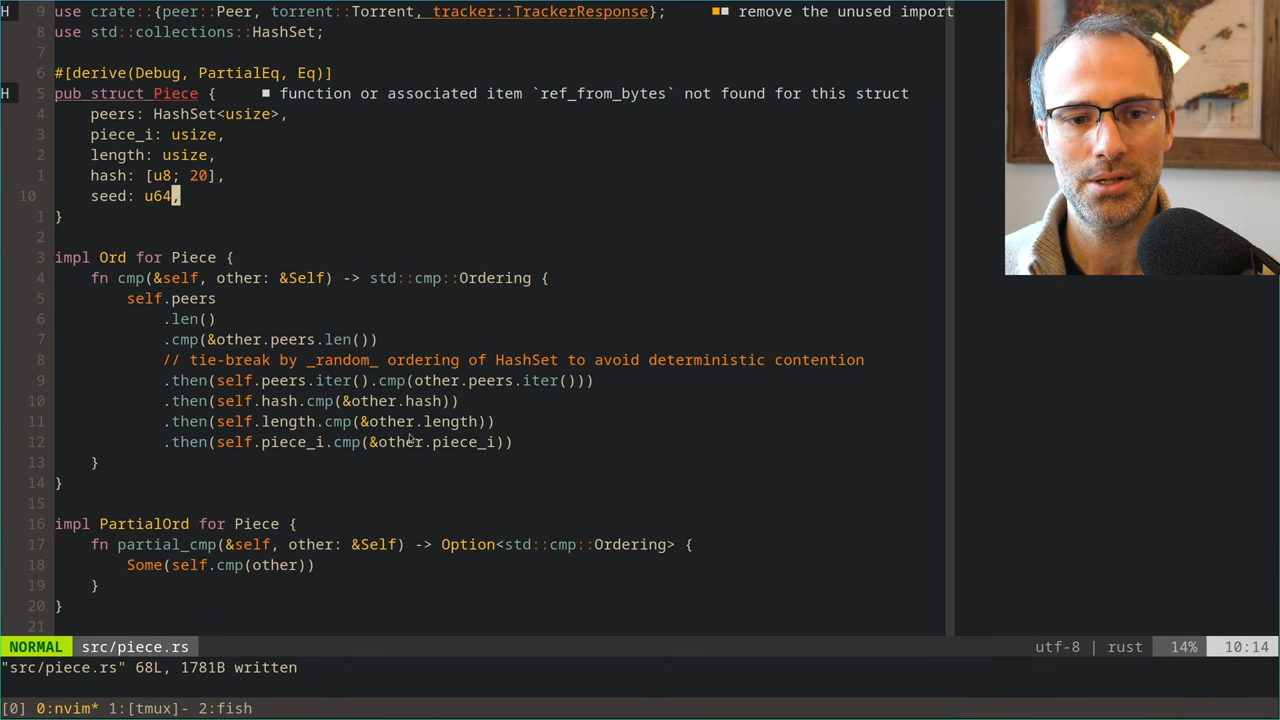 H 9 use crate::{peer::Peer, torrent::Torrent, tracker::TrackerResponse}; ■■ remove the unused import
8 use std::collections::HashSet;
7
6 #[derive(Debug, PartialEq, Eq)]
H 5 pub struct Piece { ■ function or associated item `ref_from_bytes` not found for this struct
4 peers: HashSet<usize>,
3 piece_i: usize,
2 length: usize,
1 hash: [u8; 20],
10 seed: u64,
1 }
2
3 impl Ord for Piece {
4 fn cmp(&self, other: &Self) -> std::cmp::Ordering {
5 self.peers
6 .len()
7 .cmp(&other.peers.len())
8 // tie-break by _random_ ordering of HashSet to avoid deterministic contention
9 .then(self.peers.iter().cmp(other.peers.iter()))
10 .then(self.hash.cmp(&other.hash))
11 .then(self.length.cmp(&other.length))
12 .then(self.piece_i.cmp(&other.piece_i))
13 }
14 }
15
16 impl PartialOrd for Piece {
17 fn partial_cmp(&self, other: &Self) -> Option<std::cmp::Ordering> {
18 Some(self.cmp(other))
19 }
20 }
21
NORMAL src/piece.rs utf-8 | rust 14% 10:14
"src/piece.rs" 68L, 1781B written
[0] 0:nvim* 1:[tmux]- 2:fish